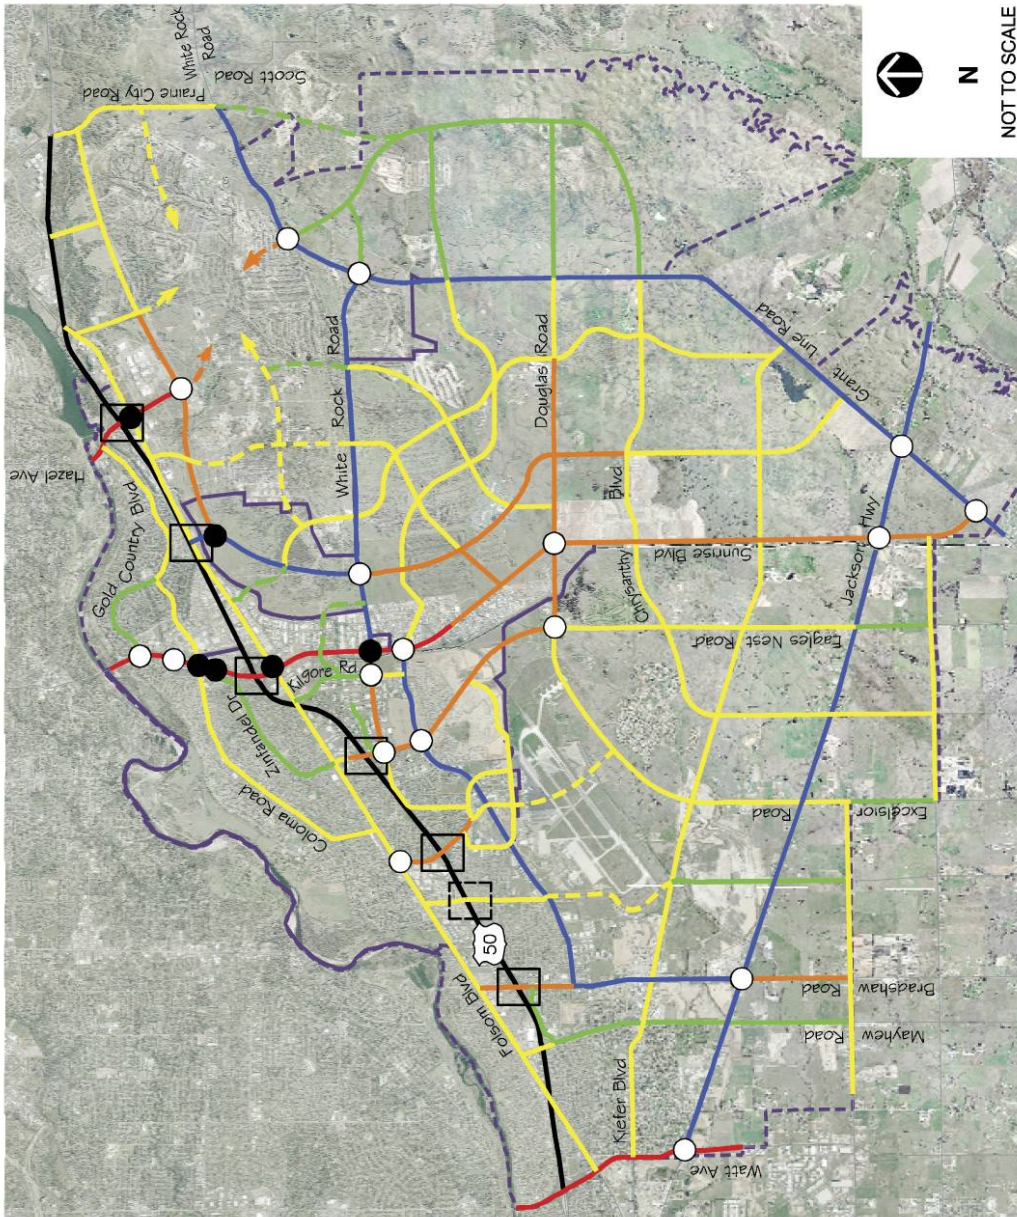 White Rock
Road
Scott Road
Prairie City Road
Hazel Ave
Gold Country Blvd
White
Rock
Road
Douglas
Road
Grant
Line Road
Blvd
Chrysanthy
Sunrise Blvd
Jackson
Hwy
Eagles Nest
Road
Kilgore
Rd
Zinfandel Dr
Coloma Road
Road
Excelsior
50
Folsom Blvd
Road
Bradshaw
Road
Mayhew
Kiefer Blvd
Watt Ave
N
NOT TO SCALE